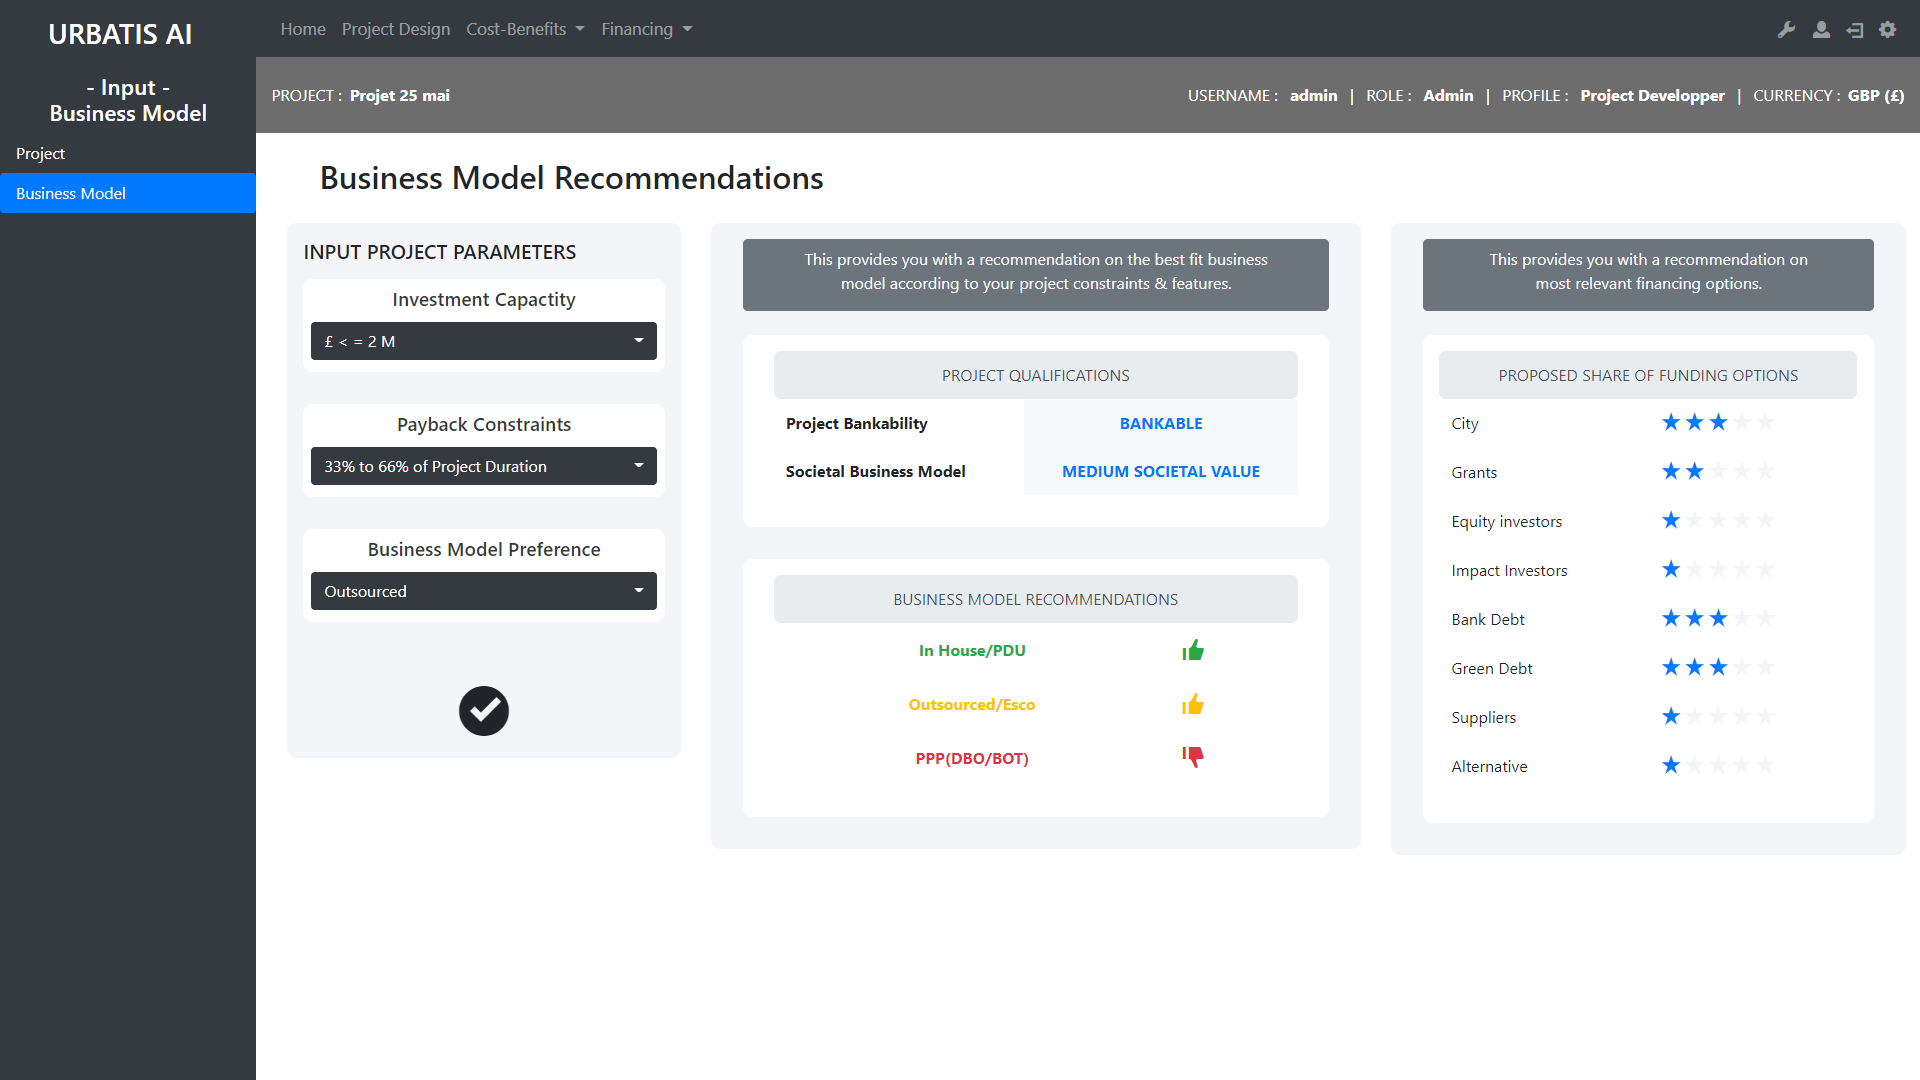 URBATIS AI
Home Project Design Cost-Benefits Financing
- Input -
Business Model
Project
Business Model
PROJECT : Projet 25 mai
USERNAME : admin | ROLE : Admin | PROFILE : Project Developper | CURRENCY : GBP (£)
Business Model Recommendations
INPUT PROJECT PARAMETERS
Investment Capactity
£ < = 2 M
Payback Constraints
33% to 66% of Project Duration
Business Model Preference
Outsourced
This provides you with a recommendation on the best fit business
model according to your project constraints & features.
PROJECT QUALIFICATIONS
Project Bankability BANKABLE
Societal Business Model MEDIUM SOCIETAL VALUE
BUSINESS MODEL RECOMMENDATIONS
In House/PDU
Outsourced/Esco
PPP(DBO/BOT)
This provides you with a recommendation on
most relevant financing options.
PROPOSED SHARE OF FUNDING OPTIONS
City
Grants
Equity investors
Impact Investors
Bank Debt
Green Debt
Suppliers
Alternative